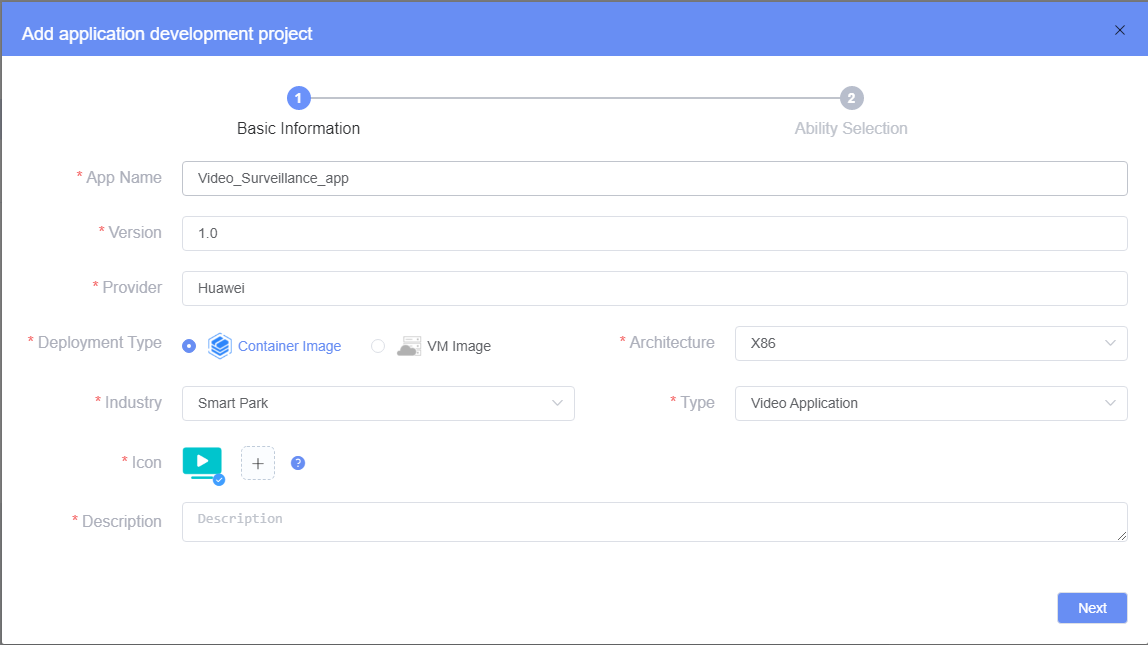 Add application development project
1 2
Basic Information Ability Selection
* App Name Video_Surveillance_app
* Version 1.0
* Provider Huawei
* Deployment Type Container Image VM Image * Architecture X86
* Industry Smart Park * Type Video Application
* Icon + ?
* Description Description
Next